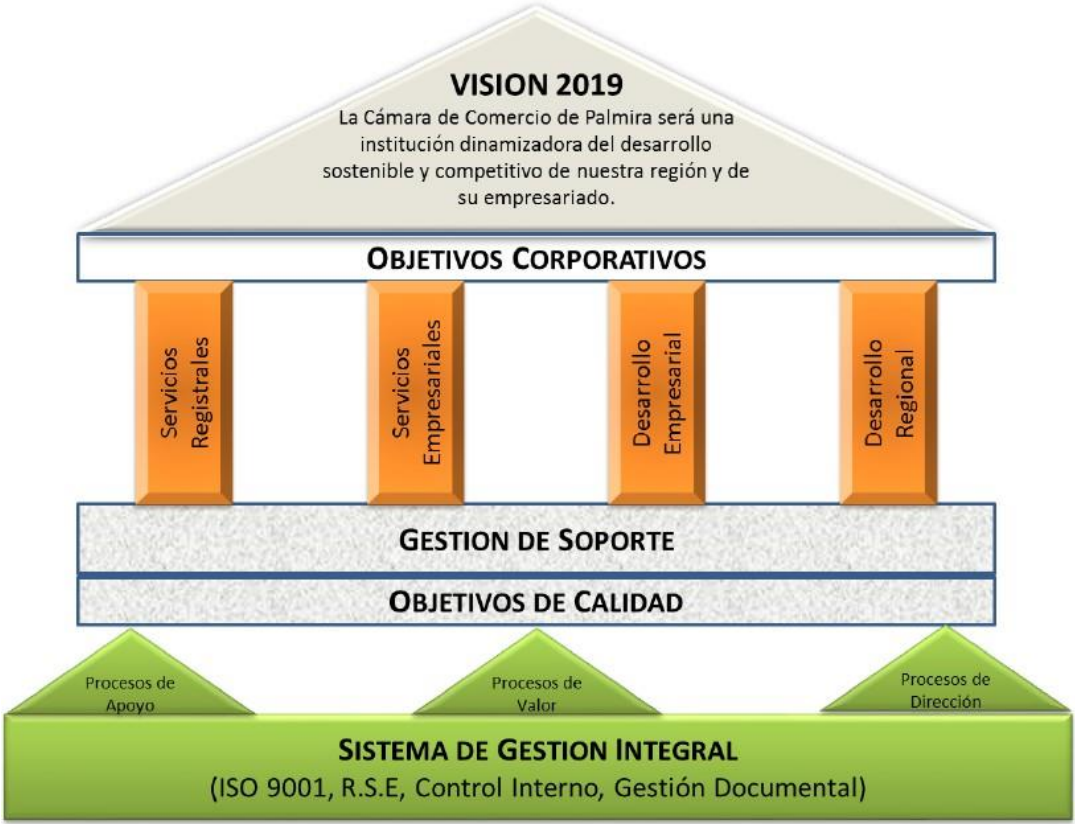 VISION 2019
La Cámara de Comercio de Palmira será una
institución dinamizadora del desarrollo
sostenible y competitivo de nuestra región y de
su empresariado.
OBJETIVOS CORPORATIVOS
Servicios
Registrales
Servicios
Empresariales
Desarrollo
Empresarial
Desarrollo
Regional
GESTION DE SOPORTE
OBJETIVOS DE CALIDAD
Procesos de
Apoyo
Procesos de
Valor
Procesos de
Dirección
SISTEMA DE GESTION INTEGRAL
(ISO 9001, R.S.E, Control Interno, Gestión Documental)